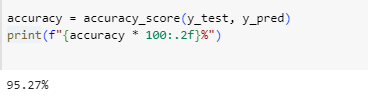 accuracy = accuracy_score(y_test, y_pred)
print(f"{accuracy * 100:.2f}%")
95.27%